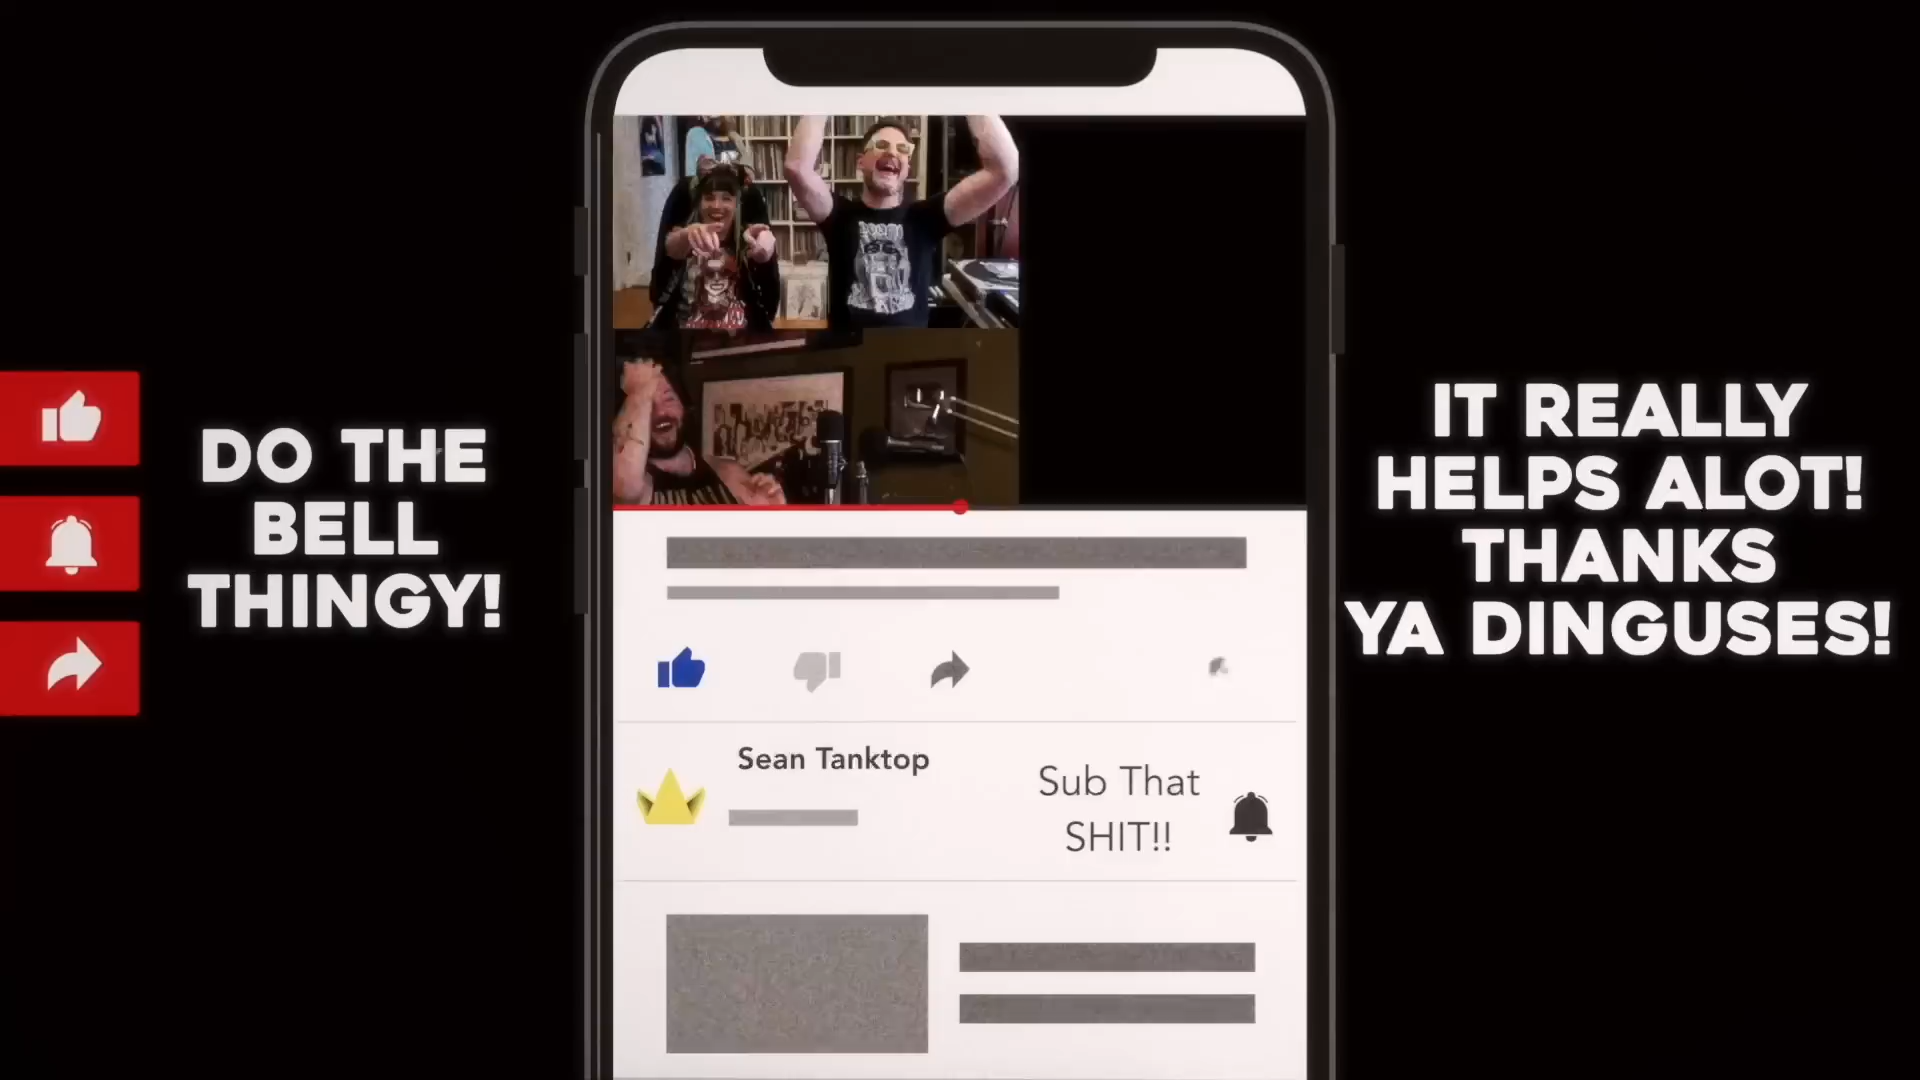 DO THE
BELL
THINGY!
Sean Tanktop
Sub That
SHIT!!
IT REALLY
HELPS ALOT!
THANKS
YA DINGUSES!